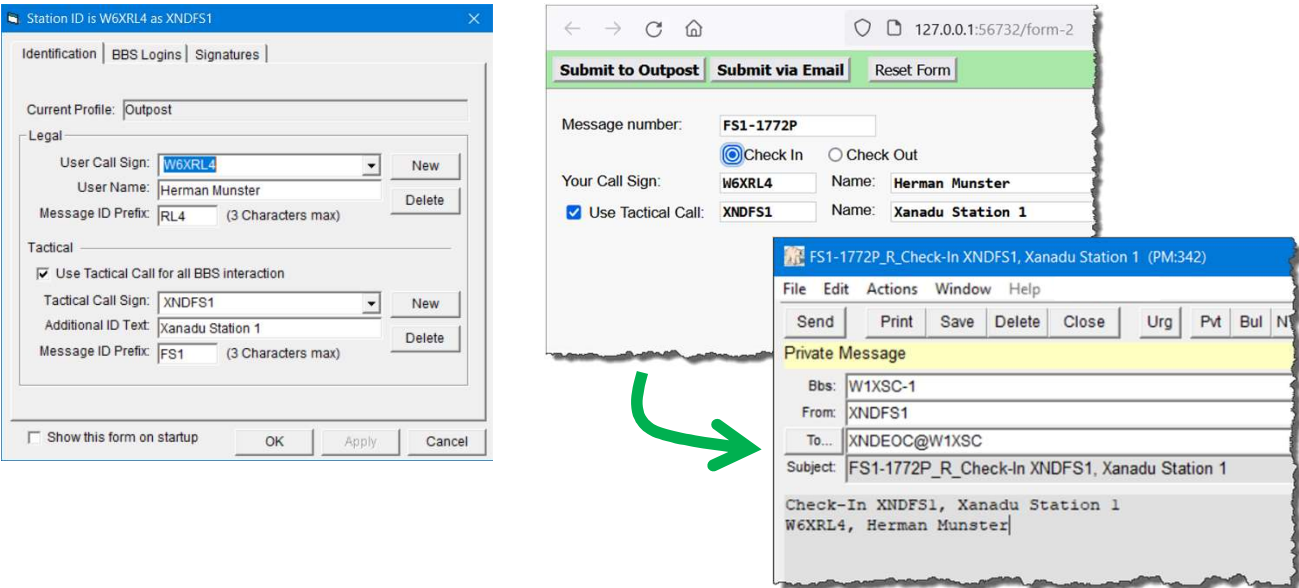 Station ID is W6XRL4 as XNDFS1
Identification BBS Logins Signatures
Current Profile: Outpost
Legal
User Call Sign: W6XRL4 New
User Name: Herman Munster
Delete
Message ID Prefix: RL4 (3 Characters max)
Tactical
Use Tactical Call for all BBS interaction
Tactical Call Sign: XNDFS1 New
Additional ID Text: Xanadu Station 1
Delete
Message ID Prefix: FS1 (3 Characters max)
Show this form on startup OK Apply Cancel
127.0.0.1:56732/form-2
Submit to Outpost Submit via Email Reset Form
Message number: FS1-1772P
Check In Check Out
Your Call Sign: W6XRL4 Name: Herman Munster
Use Tactical Call: XNDFS1 Name: Xanadu Station 1
FS1-1772P_R_Check-In XNDFS1, Xanadu Station 1 (PM:342)
File Edit Actions Window Help
Send Print Save Delete Close Urg Pvt Bul
Private Message
Bbs: W1XSC-1
From: XNDFS1
To... XNDEOC@W1XSC
Subject: FS1-1772P_R_Check-In XNDFS1, Xanadu Station 1
Check-In XNDFS1, Xanadu Station 1
W6XRL4, Herman Munster